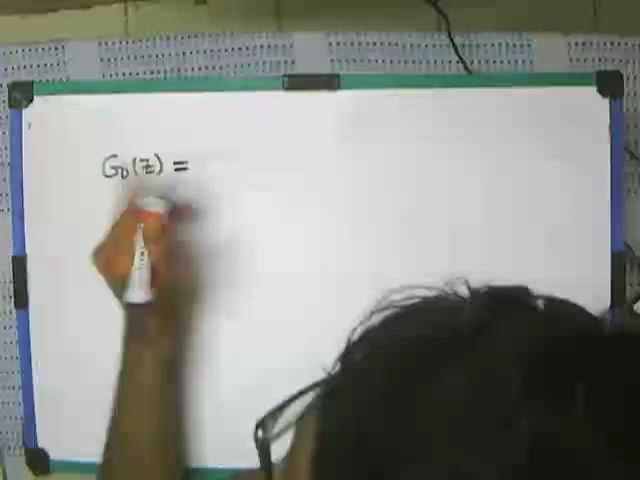 G_D(z) =